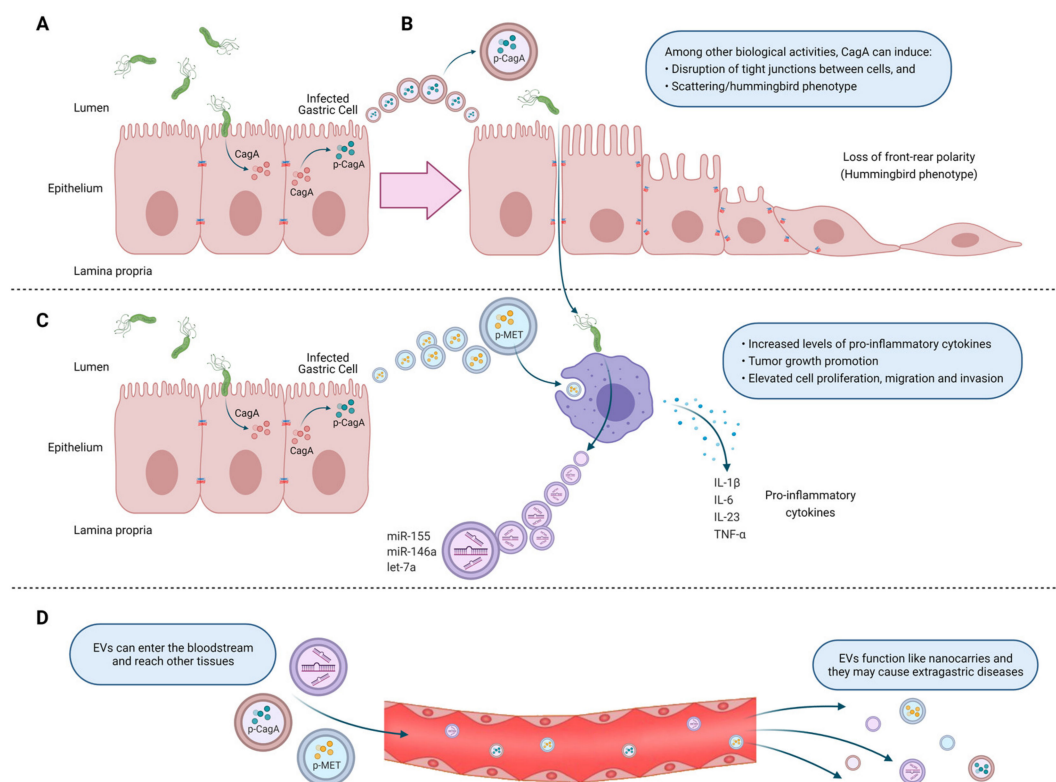 A
Lumen
Infected
Gastric Cell
CagA
p-CagA
CagA
Epithelium
Lamina propria
B
p-CagA
Among other biological activities, CagA can induce:
• Disruption of tight junctions between cells, and
• Scattering/hummingbird phenotype
Loss of front-rear polarity
(Hummingbird phenotype)
C
Lumen
Infected
Gastric Cell
CagA
p-CagA
CagA
Epithelium
Lamina propria
p-MET
• Increased levels of pro-inflammatory cytokines
• Tumor growth promotion
• Elevated cell proliferation, migration and invasion
IL-1β
IL-6
IL-23
TNF-α
Pro-inflammatory
cytokines
miR-155
miR-146a
let-7a
D
EVs can enter the bloodstream
and reach other tissues
p-CagA
p-MET
EVs function like nanocarries and
they may cause extragastric diseases